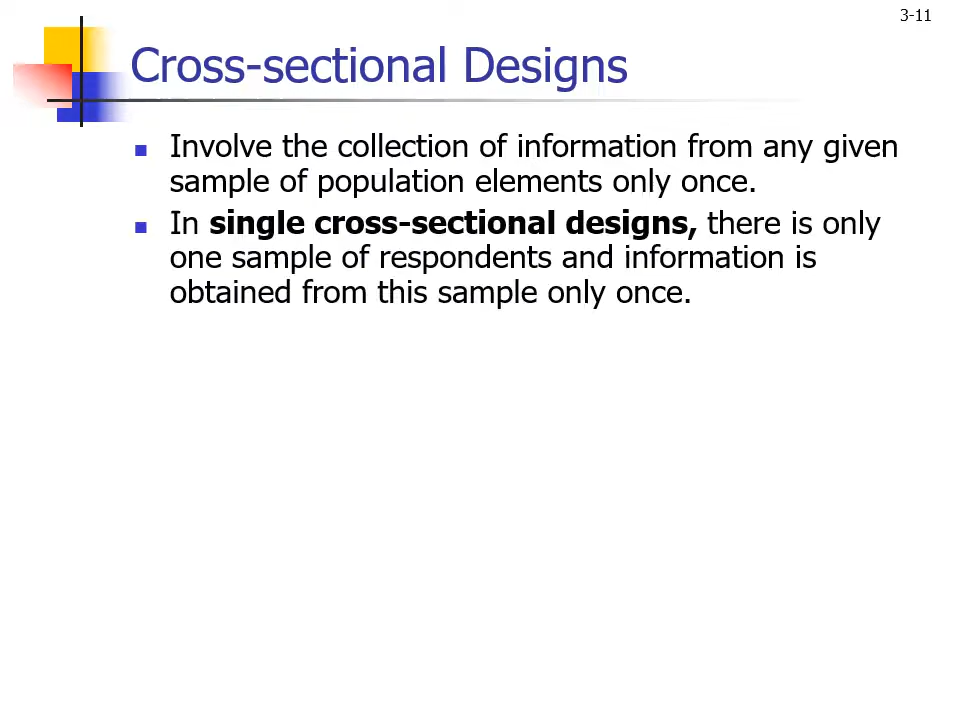 3-11
Cross-sectional Designs
Involve the collection of information from any given
sample of population elements only once.
In single cross-sectional designs, there is only
one sample of respondents and information is
obtained from this sample only once.